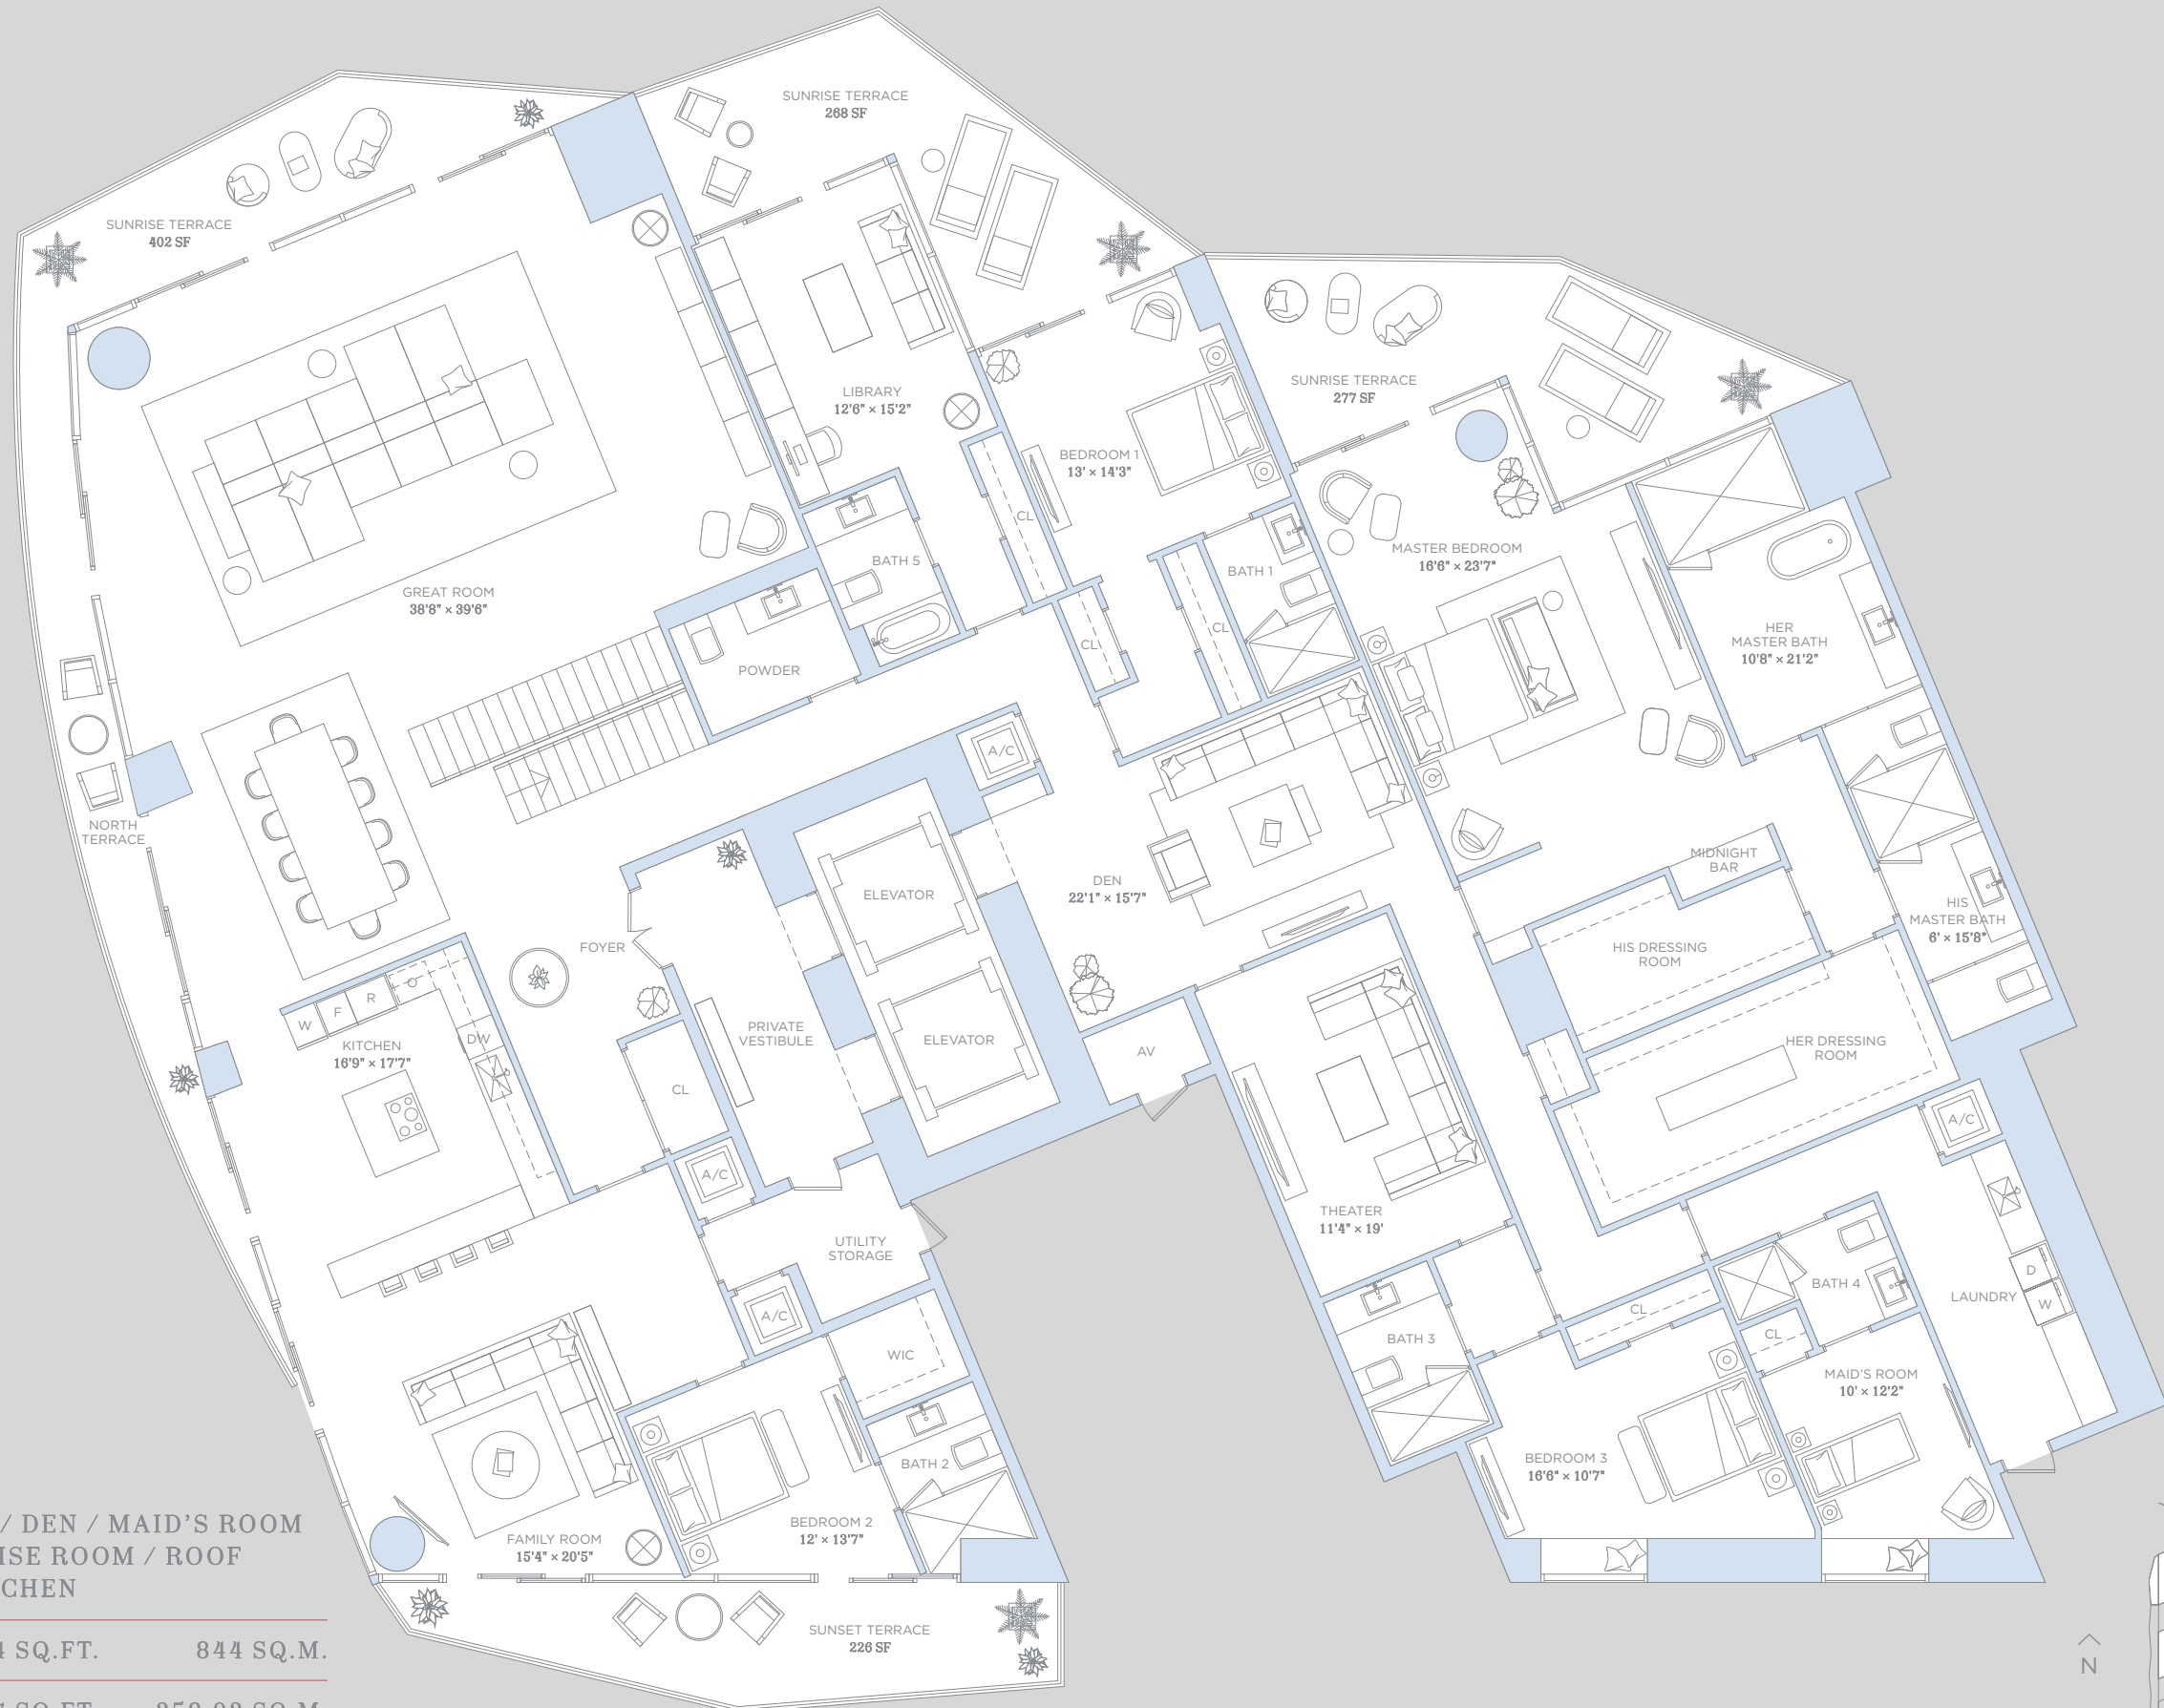 SUNRISE TERRACE
268 SF
SUNRISE TERRACE
402 SF
SUNRISE TERRACE
277 SF
LIBRARY
12'6" × 15'2"
BEDROOM 1
13' × 14'3"
CL
BATH 5
BATH 1
MASTER BEDROOM
16'6" × 23'7"
GREAT ROOM
38'8" × 39'6"
CL
CL
HER
MASTER BATH
10'8" × 21'2"
POWDER
A/C
NORTH
TERRACE
ELEVATOR
DEN
22'1" × 15'7"
MIDNIGHT
BAR
HIS
MASTER BATH
6' × 15'8"
FOYER
HIS DRESSING
ROOM
W
F
R
O
DW
KITCHEN
16'9" × 17'7"
PRIVATE
VESTIBULE
ELEVATOR
AV
HER DRESSING
ROOM
CL
A/C
A/C
THEATER
11'4" × 19'
UTILITY
STORAGE
D
W
BATH 4
LAUNDRY
CL
A/C
BATH 3
CL
WIC
MAID'S ROOM
10' × 12'2"
BATH 2
BEDROOM 3
16'6" × 10'7"
BEDROOM 2
12' × 13'7"
FAMILY ROOM
15'4" × 20'5"
SUNSET TERRACE
226 SF
/ DEN / MAID'S ROOM
ROOM / ROOF
SQ.FT. 844 SQ.M.
N